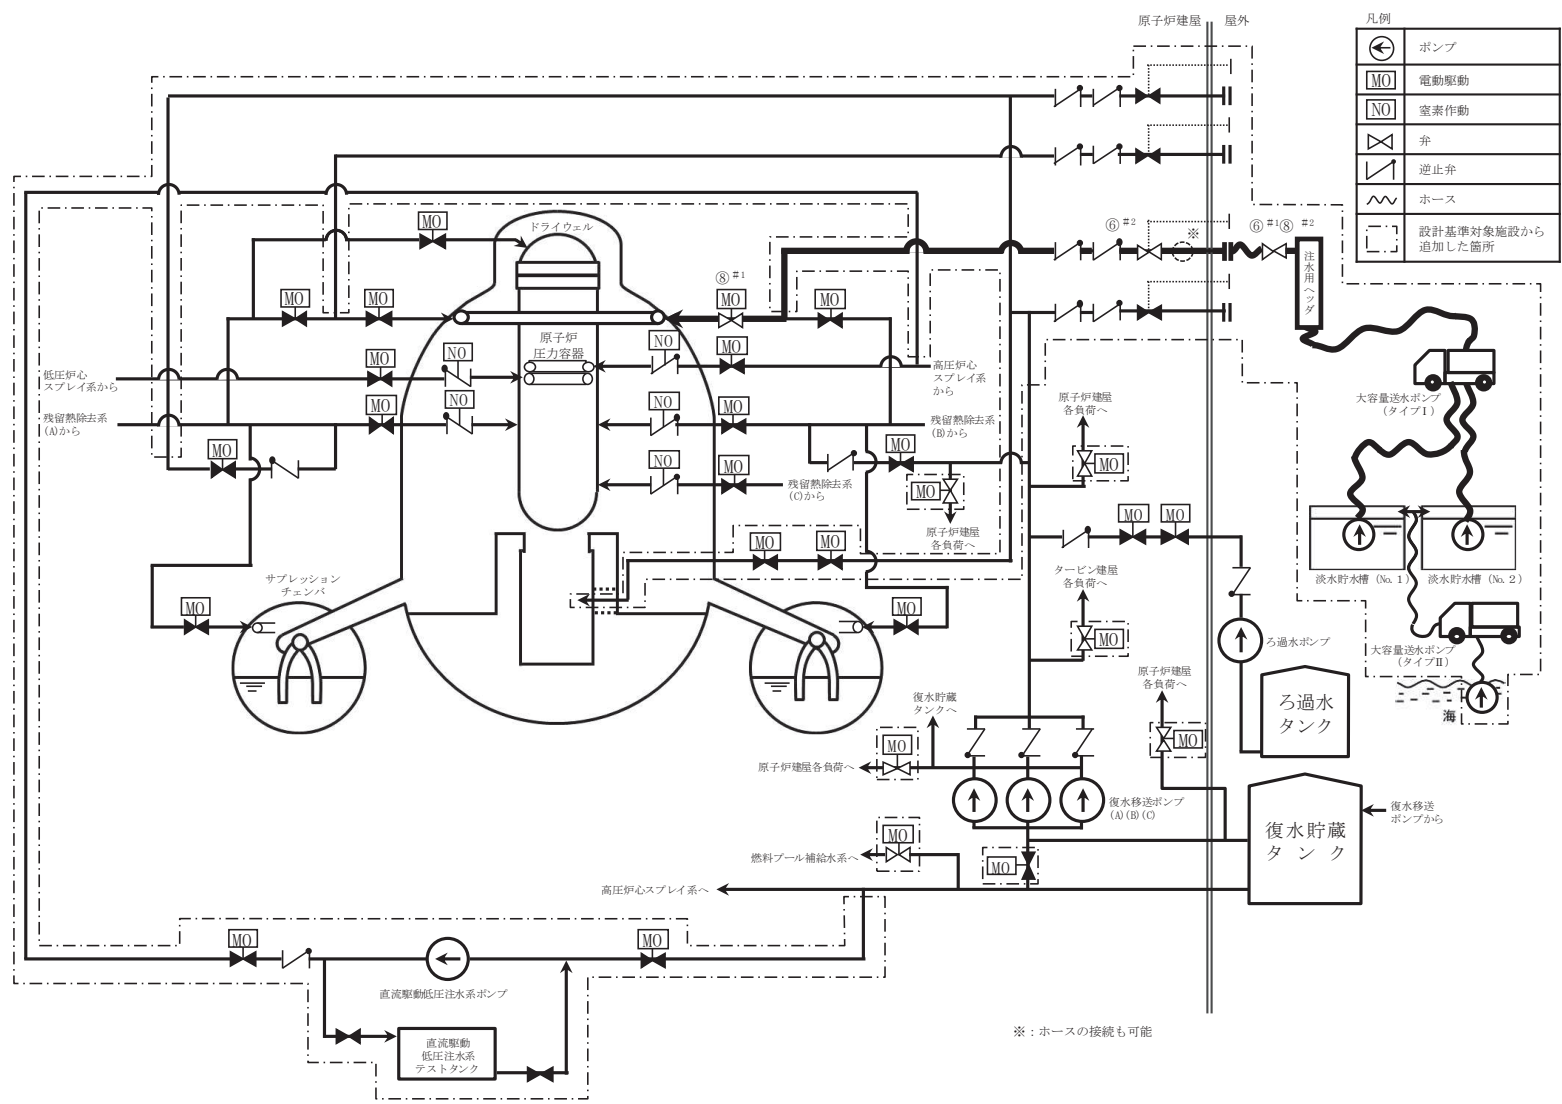 原子炉建屋
屋外
凡例
ポンプ
MO
電動駆動
NO
窒素作動
弁
逆止弁
ホース
設計基準対象施設から
追加した箇所
MO
ドライウェル
⑥#2
※
⑥#1⑧ #2
注水用ヘッダ
⑧#1
MO
MO
MO
MO
原子炉
圧力容器
NO
MO
低圧炉心
スプレイ系から
MO
NO
高圧炉心
スプレイ系
から
大容量送水ポンプ
(タイプⅠ)
残留熱除去系
(A)から
MO
NO
NO
MO
残留熱除去系
(B)から
原子炉建屋
各負荷へ
MO
MO
MO
NO
MO
残留熱除去系
(C)から
MO
原子炉建屋
各負荷へ
MO
MO
MO
MO
サプレッション
チェンバ
タービン建屋
各負荷へ
淡水貯水槽 (No. 1)
淡水貯水槽 (No. 2)
MO
MO
MO
ろ過水ポンプ
大容量送水ポンプ
(タイプⅡ)
原子炉建屋
各負荷へ
海
ろ過水
タンク
復水貯蔵
タンクへ
MO
MO
原子炉建屋各負荷へ
復水移送ポンプ
(A)(B)(C)
復水移送
ポンプから
復水貯蔵
タンク
MO
燃料プール補給水系へ
MO
高圧炉心スプレイ系へ
MO
MO
直流駆動低圧注水系ポンプ
直流駆動
低圧注水系
テストタンク
※:ホースの接続も可能